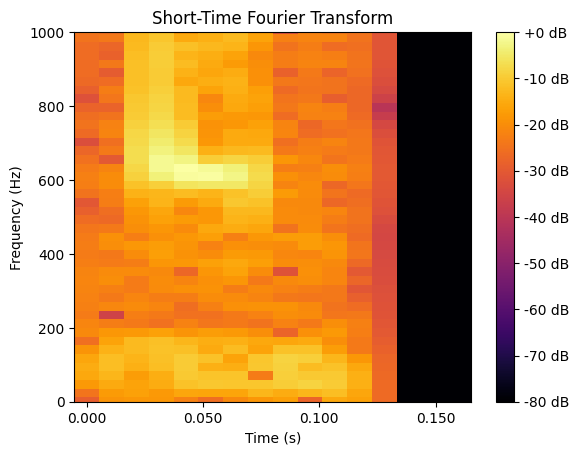 Short-Time Fourier Transform
1000
800
600
400
200
0
Frequency (Hz)
0.000
0.050
0.100
0.150
Time (s)
+0 dB
-10 dB
-20 dB
-30 dB
-40 dB
-50 dB
-60 dB
-70 dB
-80 dB